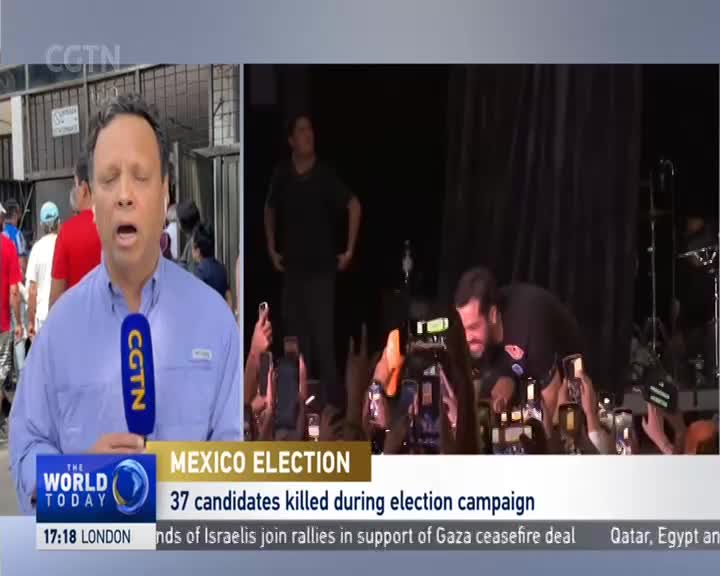 CGTN
CGTN
MEXICO ELECTION
THE
WORLD
TODAY
37 candidates killed during election campaign
17:18 LONDON
nds of Israelis join rallies in support of Gaza ceasefire deal
Qatar, Egypt an